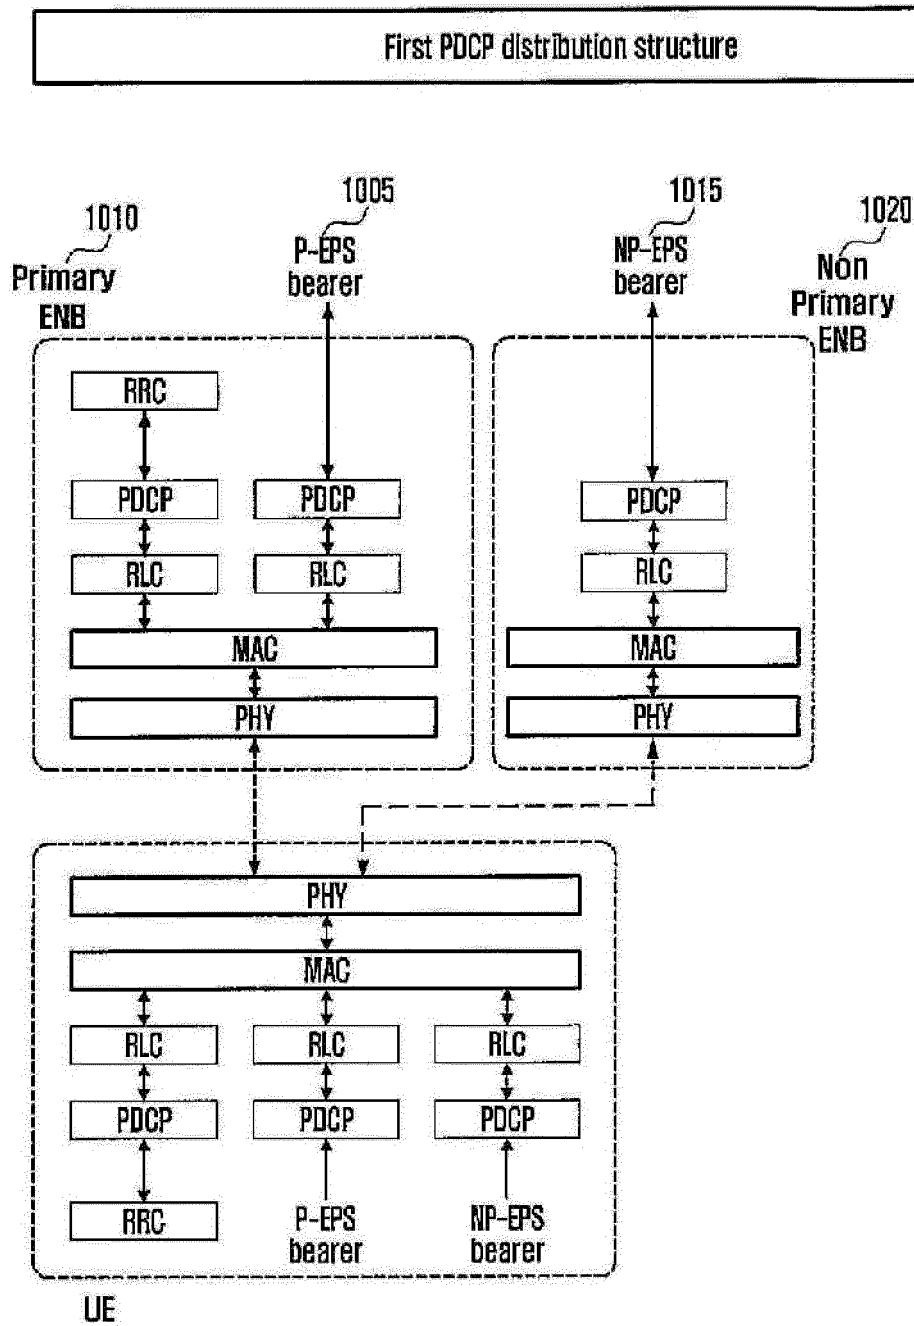 First PDCP distribution structure
1010
1005
1015
1020
Primary
ENB
P-EPS
bearer
NP-EPS
bearer
Non
Primary
ENB
RRC
PDCP
PDCP
PDCP
RLC
RLC
RLC
MAC
MAC
PHY
PHY
PHY
MAC
RLC
RLC
RLC
PDCP
PDCP
PDCP
RRC
P-EPS
bearer
NP-EPS
bearer
UE